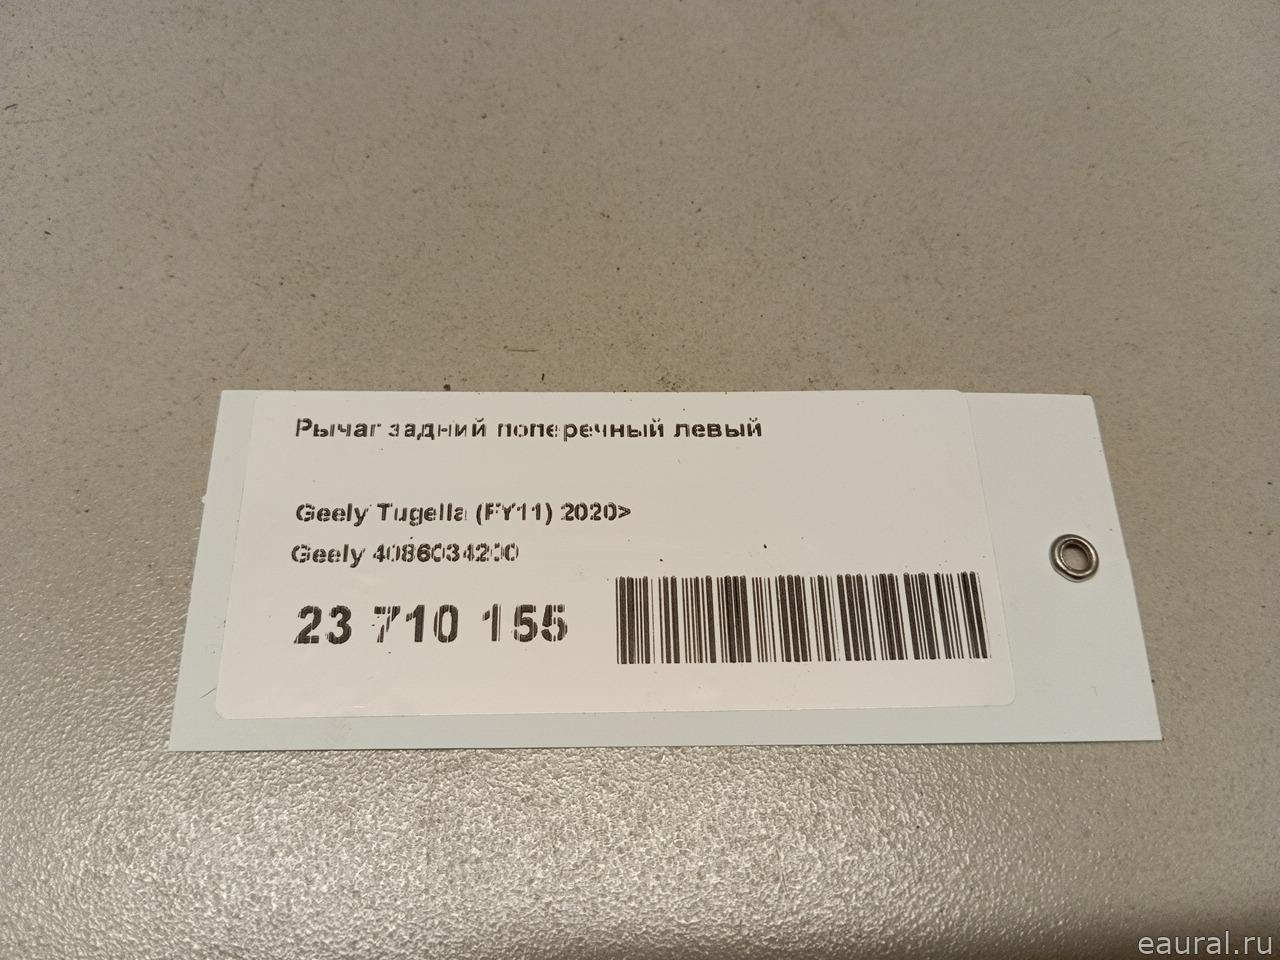 Рычаг задний поперечный левый
Geely Tugella (FY11) 2020>
Geely 4086034200
23 710 155
eaural.ru